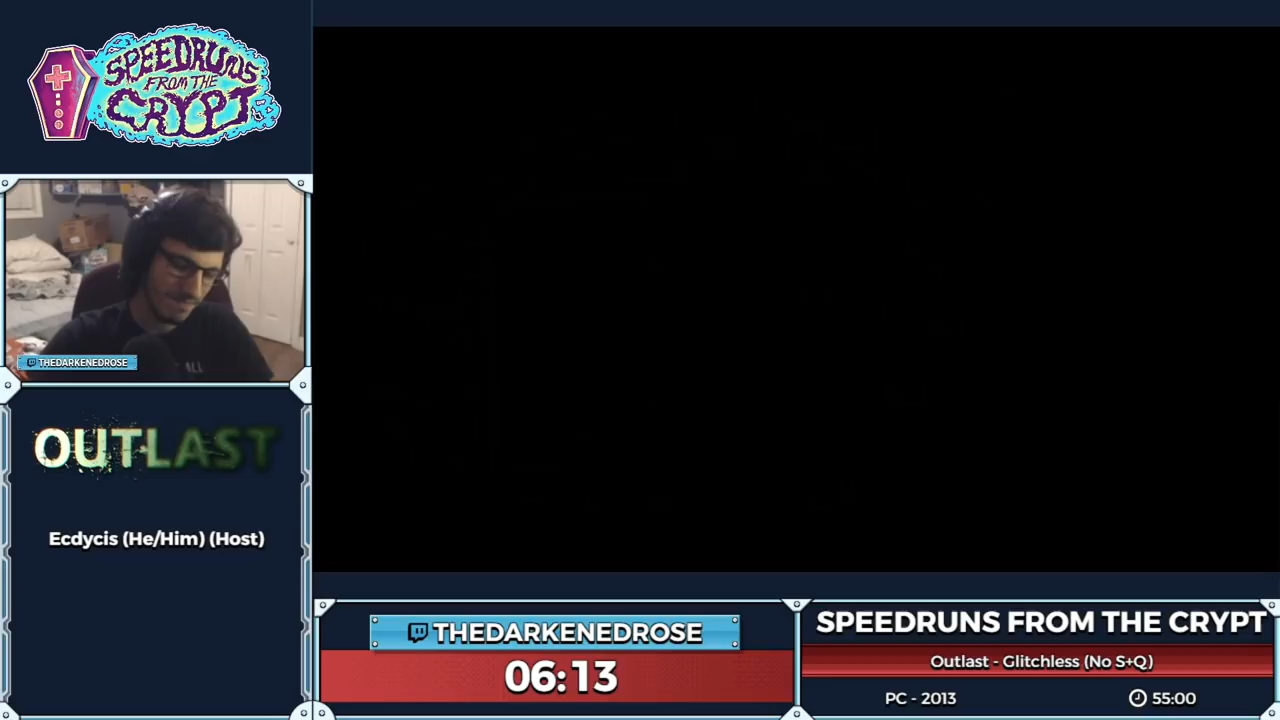 SPEEDRUNS
FROM THE
CRYPT
THEDARKENEDROSE
ALL
OUTLAST
Ecdycis (He/Him) (Host)
THEDARKENEDROSE
06:13
SPEEDRUNS FROM THE CRYPT
Outlast - Glitchless (No S+Q)
PC - 2013
55:00